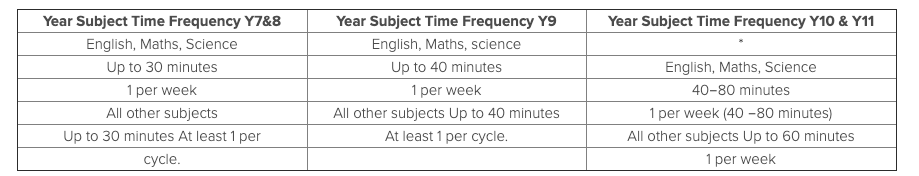 Year Subject Time Frequency Y7&8 Year Subject Time Frequency Y9 Year Subject Time Frequency Y10 & Y11
English, Maths, Science English, Maths, science *
Up to 30 minutes Up to 40 minutes English, Maths, Science
1 per week 1 per week 40–80 minutes
All other subjects All other subjects Up to 40 minutes 1 per week (40 –80 minutes)
Up to 30 minutes At least 1 per At least 1 per cycle. All other subjects Up to 60 minutes
cycle. 1 per week